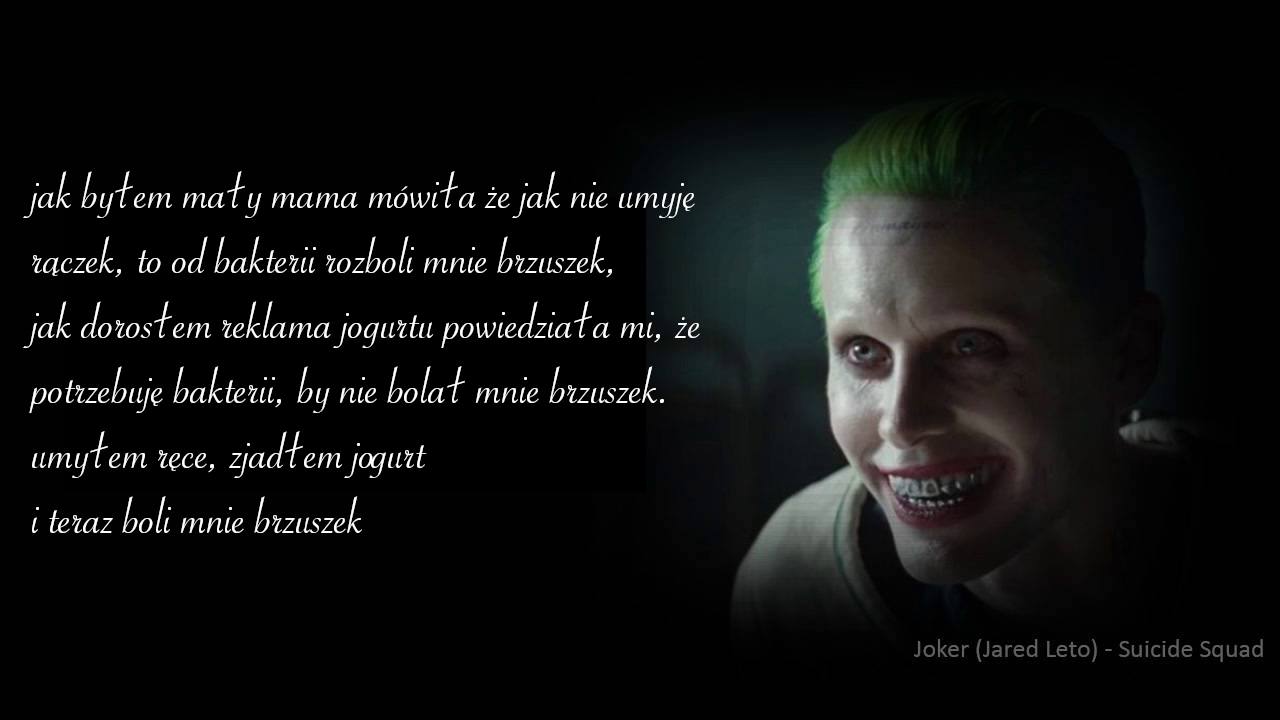 jak byłem mały mama mówiła że jak nie umyję
rączek, to od bakterii rozboli mnie brzuszek,
jak dorosłem reklama jogurtu powiedziała mi, że
potrzebuję bakterii, by nie bolał mnie brzuszek.
umyłem ręce, zjadłem jogurt
i teraz boli mnie brzuszek
Joker (Jared Leto) - Suicide Squad